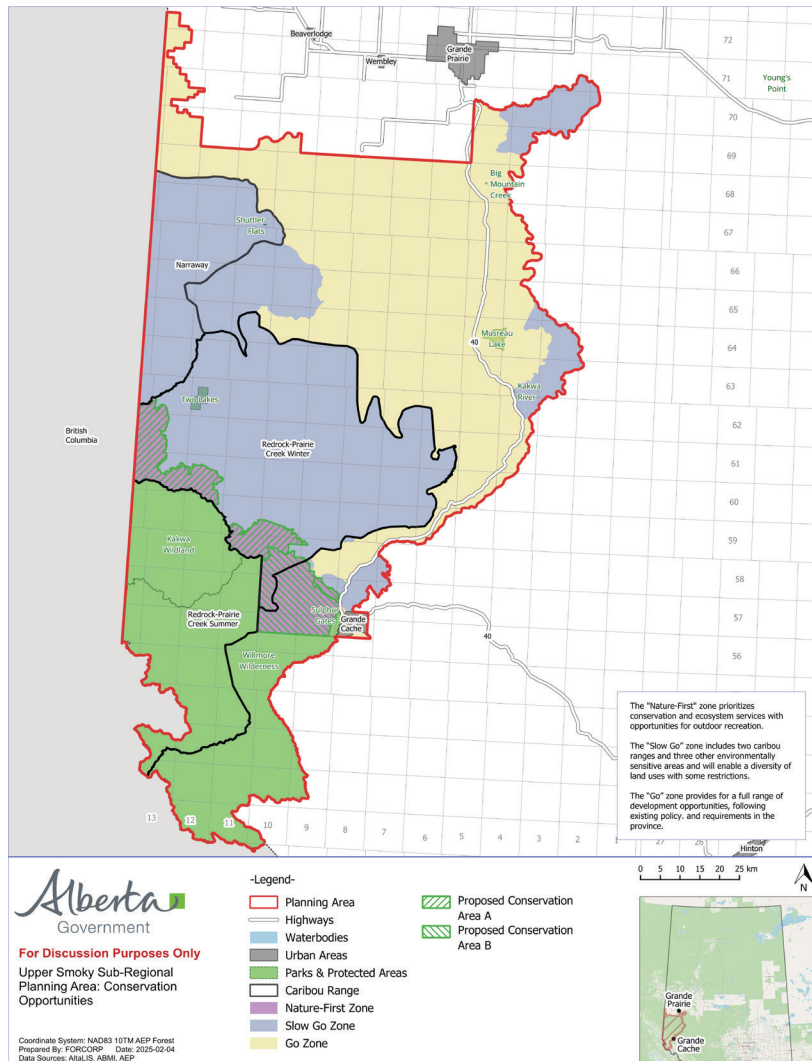 Beaverlodge
Wembley
Grande
Prairie
Young's
Point
72
71
70
69
68
67
66
65
64
63
62
61
60
59
58
57
56
55
54
Big
Mountain
Creek
Shuttler
Flats
Narraway
Musreau
Lake
40
Kakwa
River
Two Lakes
British
Columbia
Redrock-Prairie
Creek Winter
Kakwa
Wildland
Redrock-Prairie
Creek Summer
Sulphur
Gates
Grande
Cache
Willmore
Wilderness
40
The "Nature-First" zone prioritizes
conservation and ecosystem services with
opportunities for outdoor recreation.
The "Slow Go" zone includes two caribou
ranges and three other environmentally
sensitive areas and will enable a diversity of
land uses with some restrictions.
The "Go" zone provides for a full range of
development opportunities, following
existing policy. and requirements in the
province.
13 12 11 10 9 8 7 6 5 4 3 2 1 27 26
Hinton
Alberta
Government
For Discussion Purposes Only
Upper Smoky Sub-Regional
Planning Area: Conservation
Opportunities
Coordinate System: NAD83 10TM AEP Forest
Prepared By: FORCORP Date: 2025-02-04
Data Sources: AltaLIS, ABMI, AEP
-Legend-
Planning Area
Highways
Waterbodies
Urban Areas
Parks & Protected Areas
Caribou Range
Nature-First Zone
Slow Go Zone
Go Zone
Proposed Conservation
Area A
Proposed Conservation
Area B
0 5 10 15 20 25 km
N
Grande
Prairie
Grande
Cache